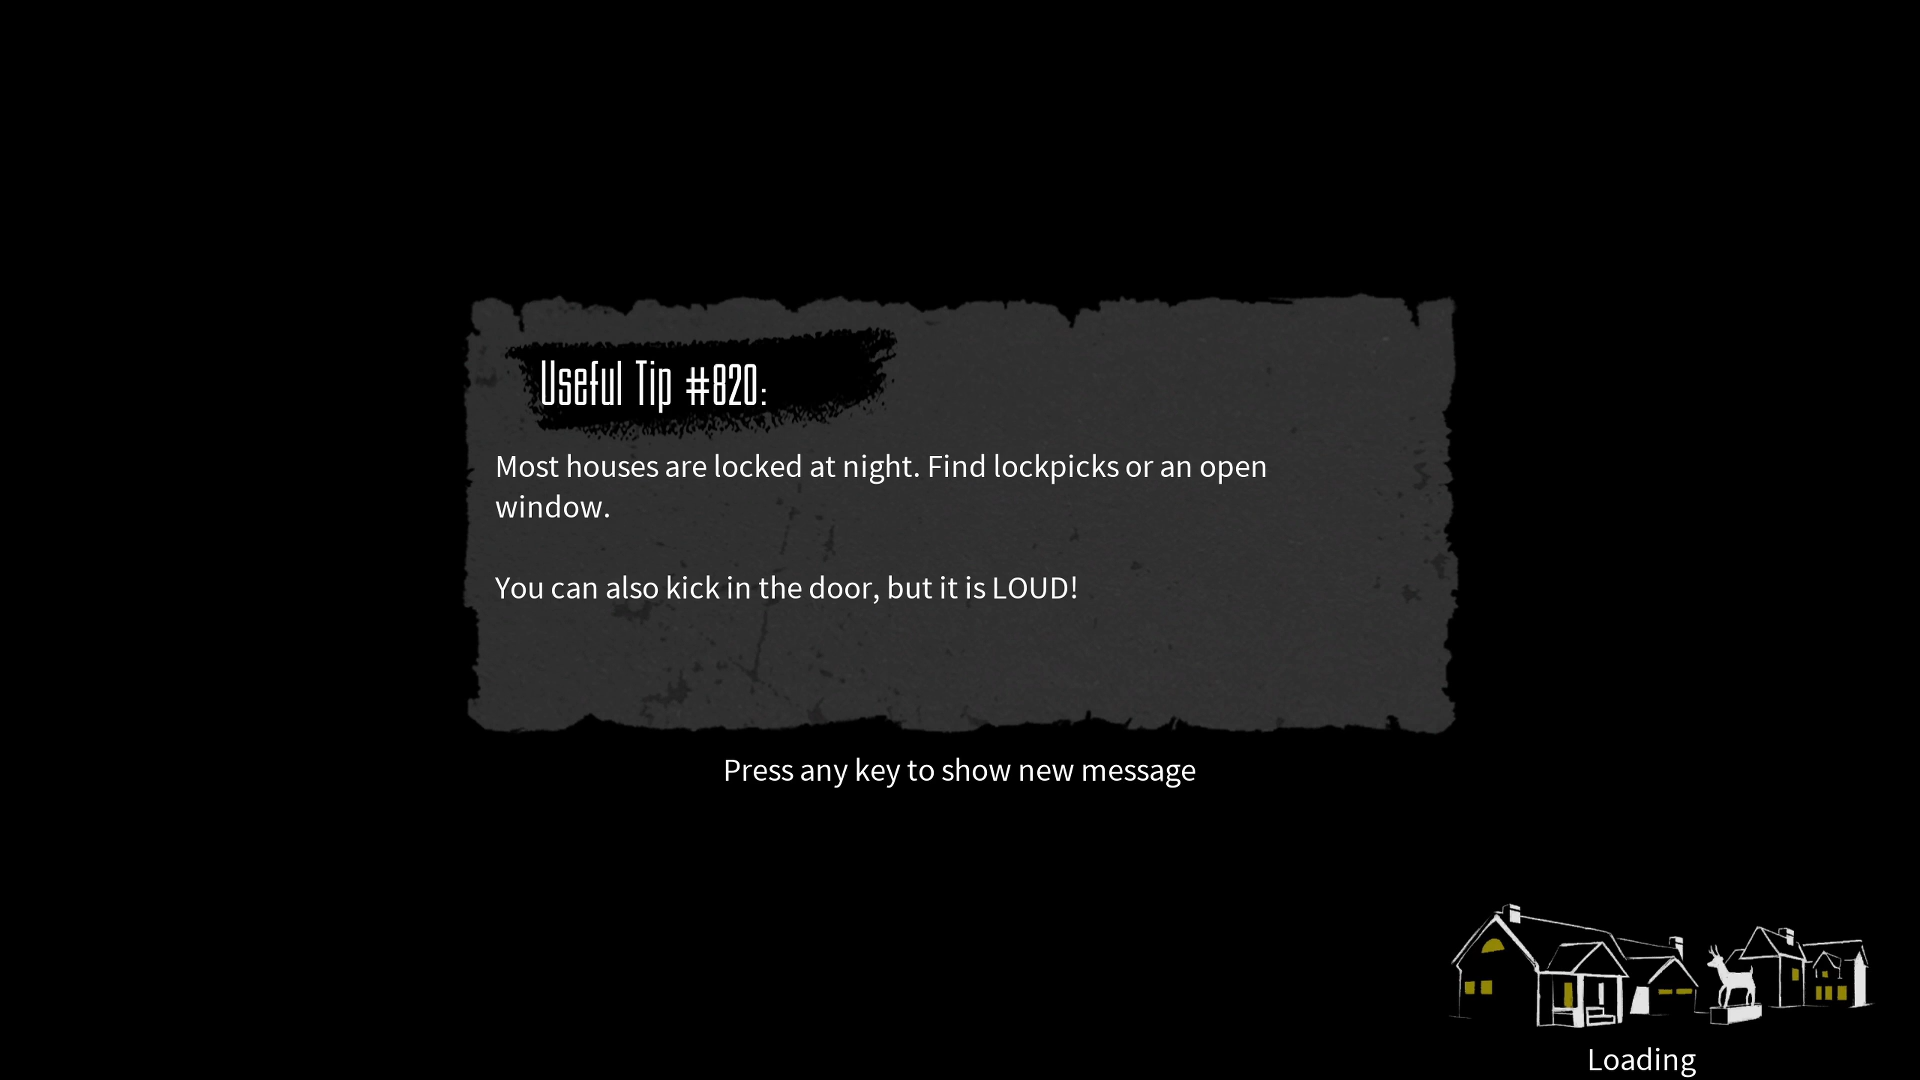 Useful Tip #820:
Most houses are locked at night. Find lockpicks or an open
window.
You can also kick in the door, but it is LOUD!
Press any key to show new message
Loading